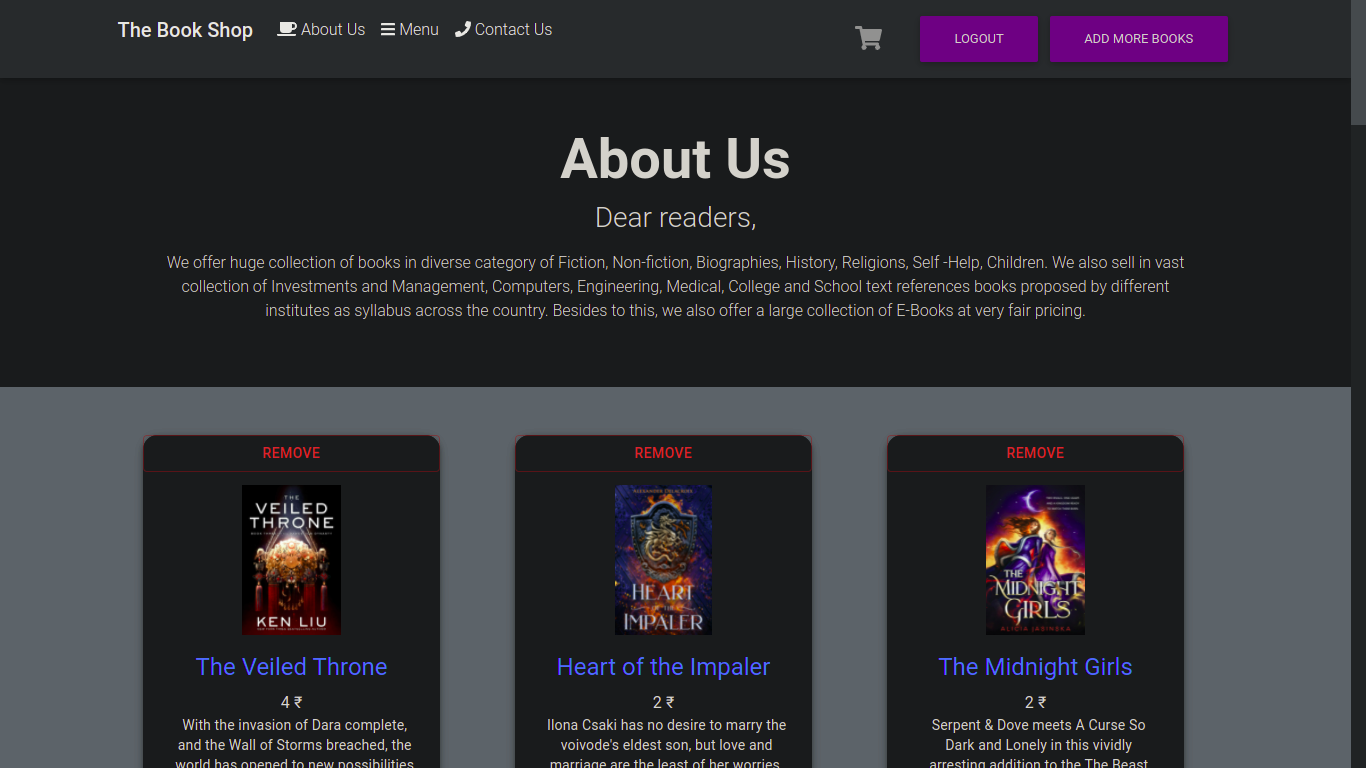 The Book Shop About Us Menu Contact Us LOGOUT ADD MORE BOOKS
About Us
Dear readers,
We offer huge collection of books in diverse category of Fiction, Non-fiction, Biographies, History, Religions, Self -Help, Children. We also sell in vast
collection of Investments and Management, Computers, Engineering, Medical, College and School text references books proposed by different
institutes as syllabus across the country. Besides to this, we also offer a large collection of E-Books at very fair pricing.
REMOVE
THE
VEILED
THRONE
KEN LIU
The Veiled Throne
4 ₹
With the invasion of Dara complete,
and the Wall of Storms breached, the
world has opened to new possibilities
REMOVE
HEART
IMPALER
Heart of the Impaler
2 ₹
Ilona Csaki has no desire to marry the
voivode's eldest son, but love and
marriage are the least of her worries
REMOVE
THE
MIDNIGHT
GIRLS
ALICIA JASINSKA
The Midnight Girls
2 ₹
Serpent & Dove meets A Curse So
Dark and Lonely in this vividly
arresting addition to the The Beast